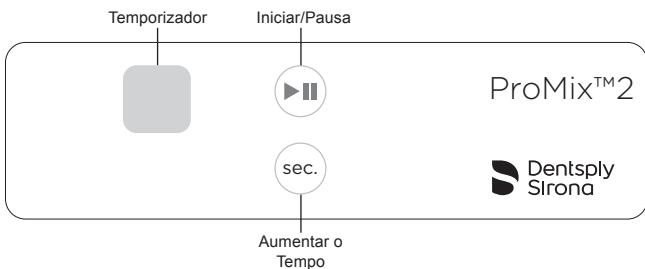 Temporizador
Iniciar/Pausa
ProMix™2
sec.
Dentsply
Sirona
Aumentar o
Tempo